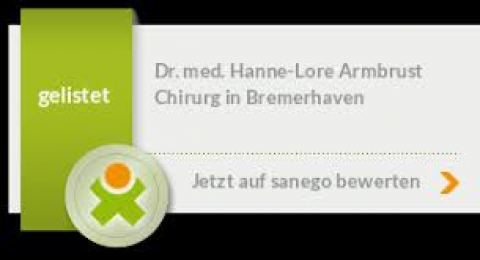 gelistet
Dr. med. Hanne-Lore Armbrust
Chirurg in Bremerhaven
Jetzt auf sanego bewerten